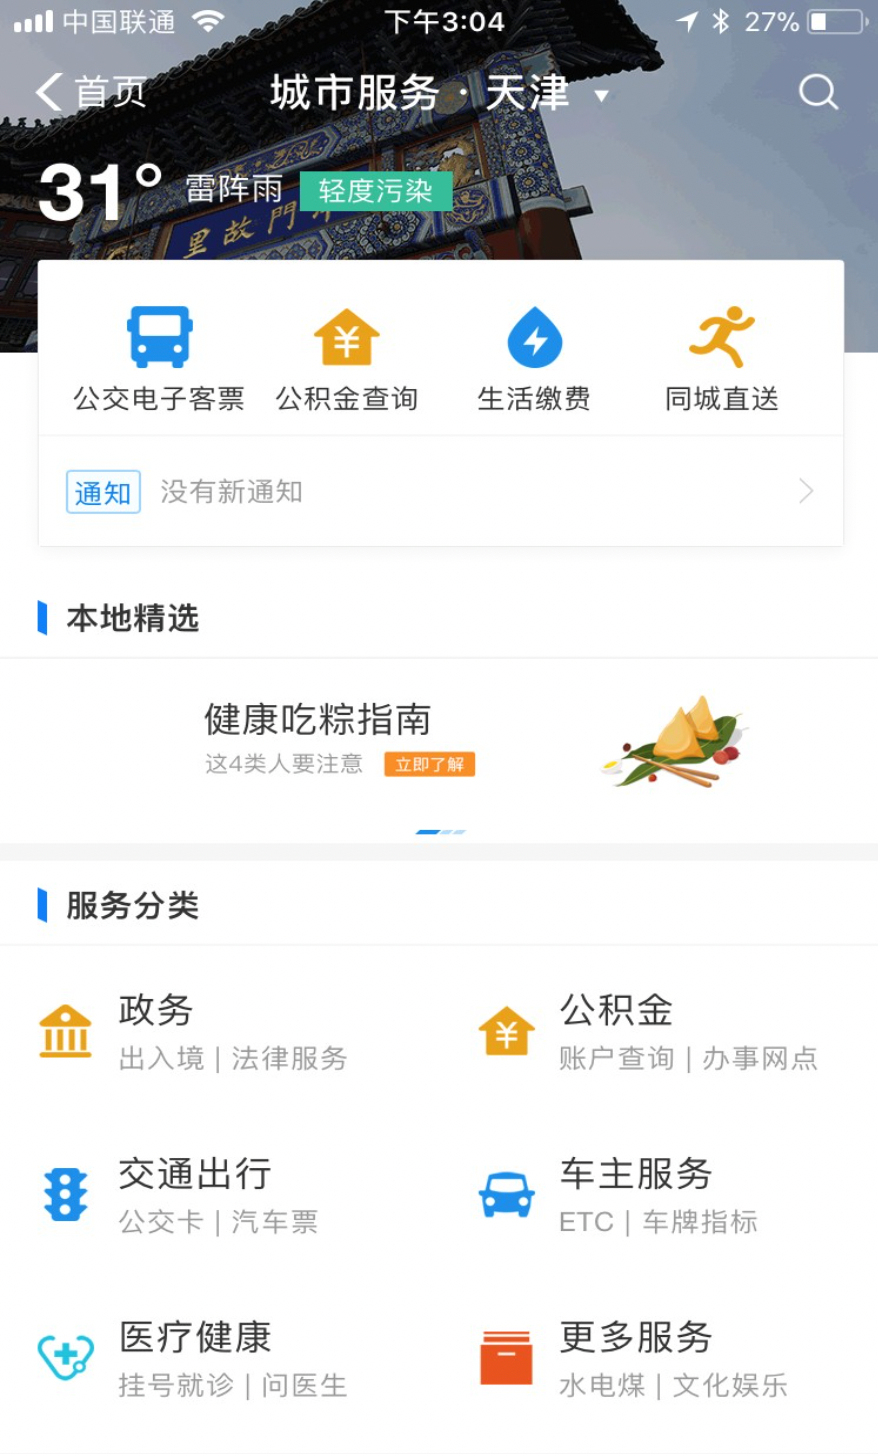 中国联通 下午3:04 27%
首页 城市服务 · 天津
31° 雷阵雨 轻度污染
里故門
公交电子客票 公积金查询 生活缴费 同城直送
通知 没有新通知
本地精选
健康吃粽指南
这4类人要注意 立即了解
服务分类
政务 公积金
出入境 | 法律服务 账户查询 | 办事网点
交通出行 车主服务
公交卡 | 汽车票 ETC | 车牌指标
医疗健康 更多服务
挂号就诊 | 问医生 水电煤 | 文化娱乐